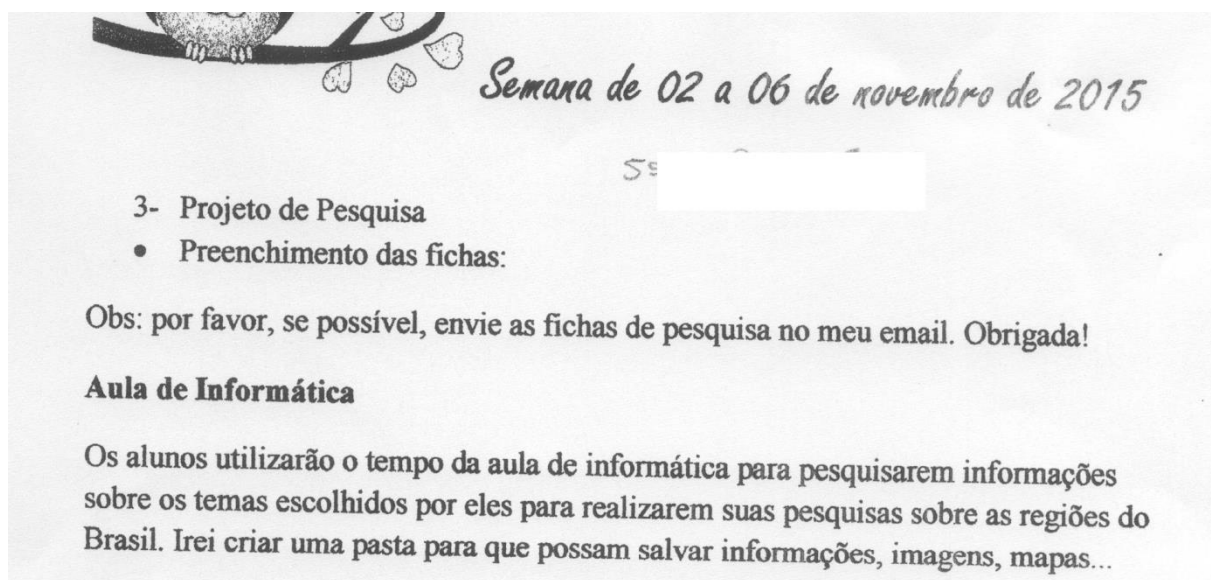 Semana de 02 a 06 de novembro de 2015
5º
3- Projeto de Pesquisa
• Preenchimento das fichas:
Obs: por favor, se possível, envie as fichas de pesquisa no meu email. Obrigada!
Aula de Informática
Os alunos utilizarão o tempo da aula de informática para pesquisarem informações
sobre os temas escolhidos por eles para realizarem suas pesquisas sobre as regiões do
Brasil. Irei criar uma pasta para que possam salvar informações, imagens, mapas...